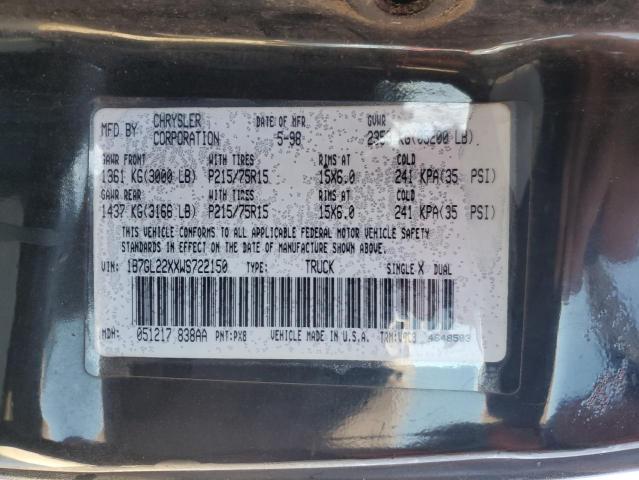 MFD BY CHRYSLER CORPORATION DATE OF MFR 5-98 GVWR KG(05200 LB)
GAWR FRONT WITH TIRES RIMS AT COLD
1361 KG(3000 LB) P215/75R15 15X6.0 241 KPA(35 PSI)
GAWR REAR WITH TIRES RIMS AT COLD
1437 KG(3168 LB) P215/75R15 15X6.0 241 KPA(35 PSI)
THIS VEHICLE CONFORMS TO ALL APPLICABLE FEDERAL MOTOR VEHICLE SAFETY
STANDARDS IN EFFECT ON THE DATE OF MANUFACTURE SHOWN ABOVE.
VIN: 1B7GL22XXWS722150 TYPE: TRUCK SINGLE X DUAL
MDH: 051217 838AA PNT:PX8 VEHICLE MADE IN U.S.A. 4648503